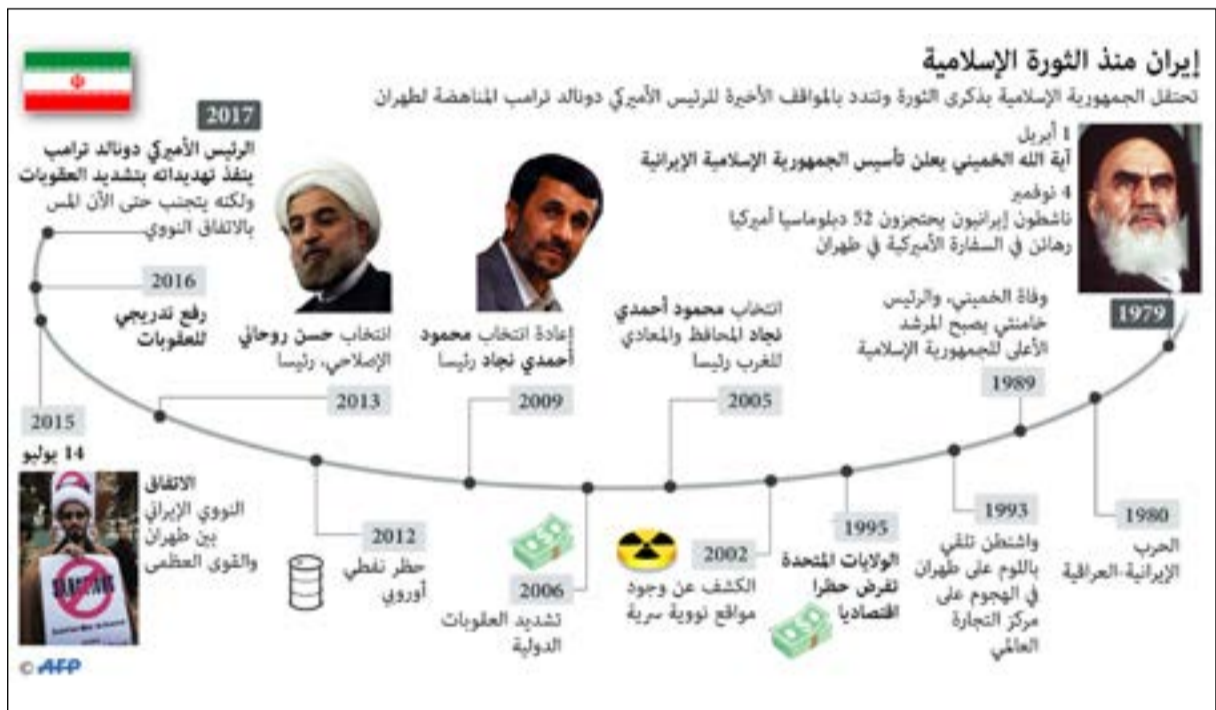 إيران منذ الثورة الإسلامية
تحتفل الجمهورية الإسلامية بذكرى الثورة وتندد بالمواقف الأخيرة للرئيس الأميركي دونالد ترامب المناهضة لطهران
1979
1 أبريل
آية الله الخميني يعلن تأسيس الجمهورية الإسلامية الإيرانية
4 نوفمبر
ناشطون إيرانيون يحتجزون 52 دبلوماسيا أميركيا
رهائن في السفارة الأميركية في طهران
1980
الحرب
الإيرانية-العراقية
وفاة الخميني، والرئيس
خامنئي يصبح المرشد
الأعلى للجمهورية الإسلامية
1989
1993
واشنطن تلقي
باللوم على طهران
في الهجوم على
مركز التجارة
العالمي
1995
الولايات المتحدة
تفرض حظرا
اقتصاديا
2002
الكشف عن وجود
مواقع نووية سرية
انتخاب محمود أحمدي
نجاد المحافظ والمعادي
للغرب رئيسا
2005
2006
تشديد العقوبات
الدولية
إعادة انتخاب محمود
أحمدي نجاد رئيسا
2009
2012
حظر نفطي
أوروبي
انتخاب حسن روحاني
الإصلاحي، رئيسا
2013
2015
14 يوليو
الاتفاق
النووي الإيراني
بين طهران
والقوى العظمى
2016
رفع تدريجي
للعقوبات
2017
الرئيس الأميركي دونالد ترامب
ينفذ تهديداته بتشديد العقوبات
ولكنه يتجنب حتى الآن المس
بالاتفاق النووي
© AFP